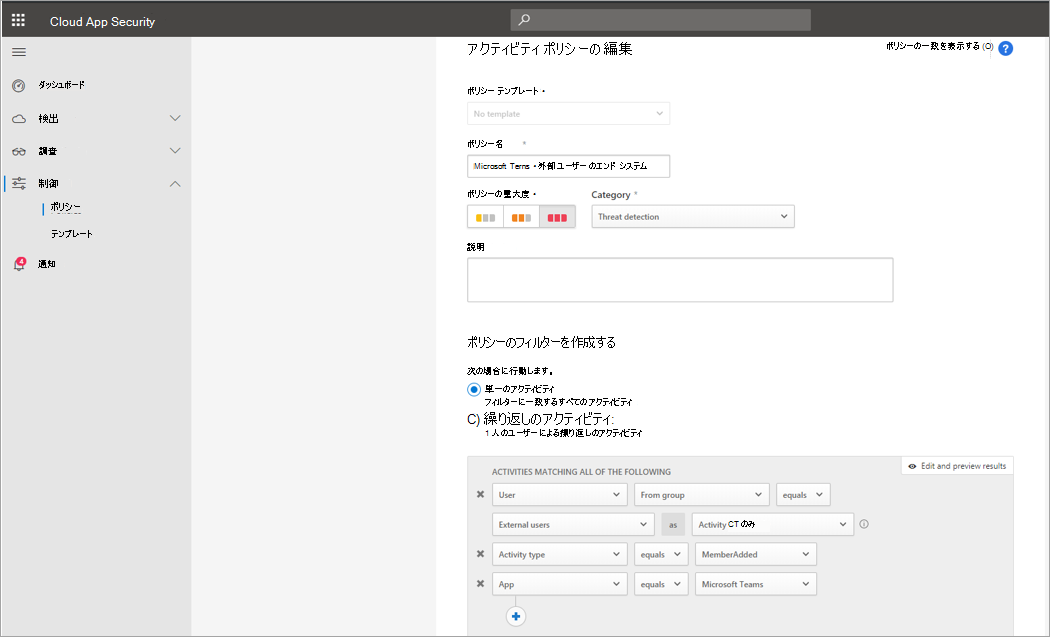 Cloud App Security
アクティビティ ポリシーの 編集
ポリシーの一致を表示する (O)
?
ダッシュボード
検出
調査
制御
ポリシー
テンプレート
4
通知
ポリシー テンプレート •
No template
ポリシー名 *
Microsoft Tems • 外部 ユーザー のエンド システム
ポリシーの量大度 •
Category *
Threat detection
説明
ポリシーのフィルターを作成する
次の場合に行動します。
単一のアクティビティ
フィルターに一致するすべてのアクティビティ
C) 繰り返しのアクティビティ:
1 人のユーザーによる繰り返しのアクティビティ
ACTIVITIES MATCHING ALL OF THE FOLLOWING
Edit and preview results
User From group equals
External users as Activity CT のみ
Activity type equals MemberAdded
App equals Microsoft Teams